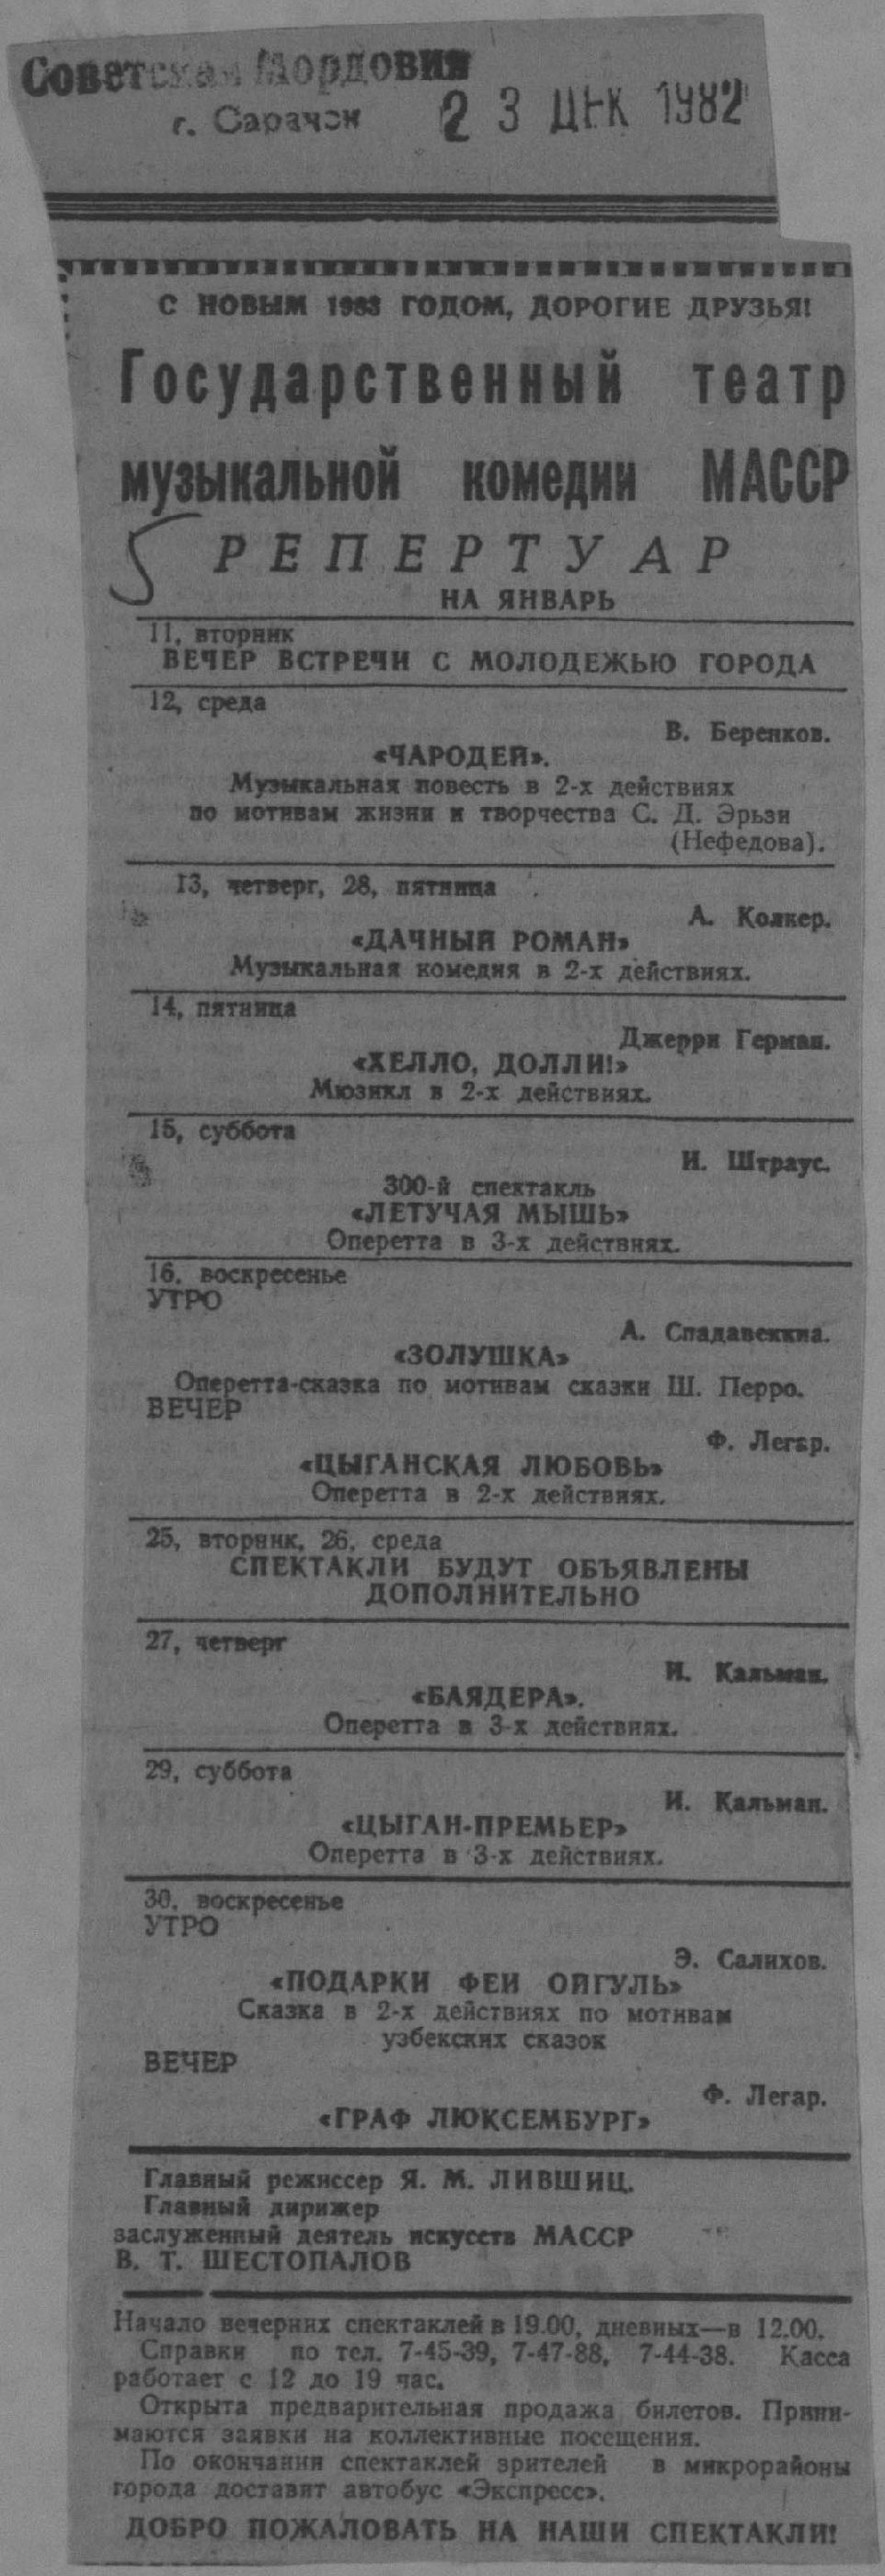 Советская Мордовия
г. Саранск 23 ДЕК 1982
С НОВЫМ 1983 ГОДОМ, ДОРОГИЕ ДРУЗЬЯ!
Государственный театр
музыкальной комедии МАССР
РЕПЕРТУАР
НА ЯНВАРЬ
11, вторник
ВЕЧЕР ВСТРЕЧИ С МОЛОДЕЖЬЮ ГОРОДА
12, среда
В. Беренков.
«ЧАРОДЕЙ».
Музыкальная повесть в 2-х действиях
по мотивам жизни и творчества С. Д. Эрьзи
(Нефедова).
13, четверг, 28, пятница
А. Колкер.
«ДАЧНЫЙ РОМАН»
Музыкальная комедия в 2-х действиях.
14, пятница
Джерри Герман.
«ХЕЛЛО, ДОЛЛИ!»
Мюзикл в 2-х действиях.
15, суббота
И. Штраус.
300-й спектакль
«ЛЕТУЧАЯ МЫШЬ»
Оперетта в 3-х действиях.
16, воскресенье
УТРО
А. Спадавеккиа.
«ЗОЛУШКА»
Оперетта-сказка по мотивам сказки Ш. Перро.
ВЕЧЕР
Ф. Легар.
«ЦЫГАНСКАЯ ЛЮБОВЬ»
Оперетта в 2-х действиях.
25, вторник, 26, среда
СПЕКТАКЛИ БУДУТ ОБЪЯВЛЕНЫ
ДОПОЛНИТЕЛЬНО
27, четверг
И. Кальман.
«БАЯДЕРА».
Оперетта в 3-х действиях.
29, суббота
И. Кальман.
«ЦЫГАН-ПРЕМЬЕР»
Оперетта в 3-х действиях.
30, воскресенье
УТРО
Э. Салихов.
«ПОДАРКИ ФЕИ ОЙГУЛЬ»
Сказка в 2-х действиях по мотивам
узбекских сказок
ВЕЧЕР
Ф. Легар.
«ГРАФ ЛЮКСЕМБУРГ»
Главный режиссер Я. М. ЛИВШИЦ.
Главный дирижер
заслуженный деятель искусств МАССР
В. Т. ШЕСТОПАЛОВ
Начало вечерних спектаклей в 19.00, дневных—в 12.00.
Справки по тел. 7-45-39, 7-47-88, 7-44-38. Касса
работает с 12 до 19 час.
Открыта предварительная продажа билетов. Прини-
маются заявки на коллективные посещения.
По окончании спектаклей зрителей в микрорайоны
города доставит автобус «Экспресс».
ДОБРО ПОЖАЛОВАТЬ НА НАШИ СПЕКТАКЛИ!